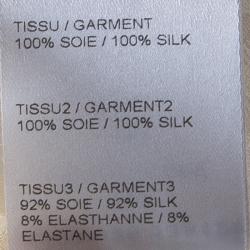 TISSU / GARMENT
100% SOIE / 100% SILK
TISSU2 / GARMENT2
100% SOIE / 100% SILK
TISSU3 / GARMENT3
92% SOIE / 92% SILK
8% ELASTHANNE / 8%
ELASTANE